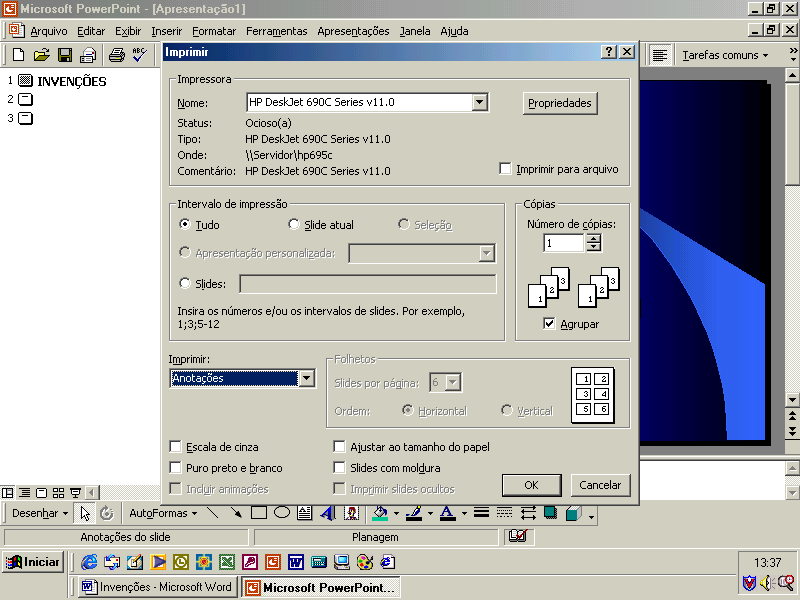 Microsoft PowerPoint - [Apresentação1]
Arquivo Editar Exibir Inserir Formatar Ferramentas Apresentações Janela Ajuda
ABC
Tarefas comuns
1 INVENÇÕES
2
3
Imprimir
Impressora
Nome: HP DeskJet 690C Series v11.0 Propriedades
Status: Ocioso(a)
Tipo: HP DeskJet 690C Series v11.0
Onde: \\Servidor\hp695c
Comentário: HP DeskJet 690C Series v11.0 Imprimir para arquivo
Intervalo de impressão
Tudo Slide atual Seleção
Apresentação personalizada:
Slides:
Insira os números e/ou os intervalos de slides. Por exemplo,
1;3;5-12
Cópias
Número de cópias:
1
1 2 3 1 2 3
Agrupar
Imprimir:
Anotações
Folhetos
Slides por página: 6
Ordem: Horizontal Vertical
1 2
3 4
5 6
Escala de cinza Ajustar ao tamanho do papel
Puro preto e branco Slides com moldura
Incluir animações Imprimir slides ocultos
OK Cancelar
Desenhar AutoFormas
Anotações do slide Planagem
Iniciar 13:37
Invenções - Microsoft Word Microsoft PowerPoint...